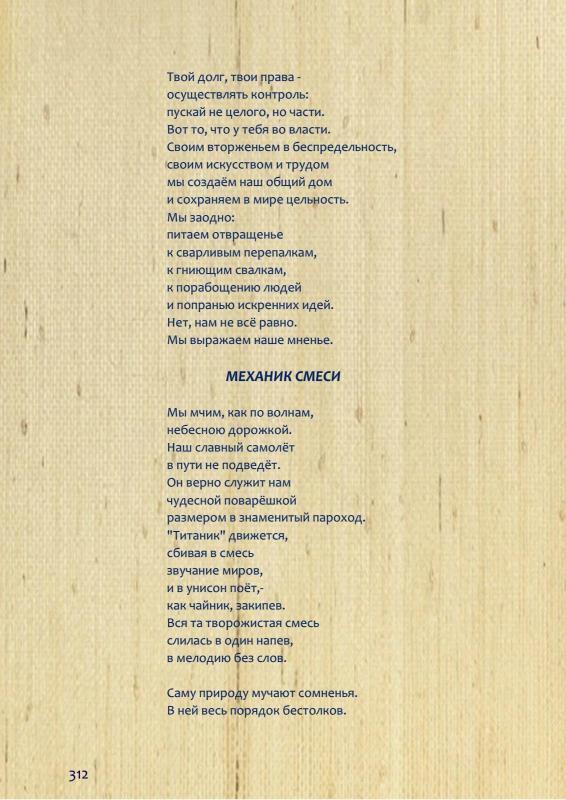 Твой долг, твои права -
осуществлять контроль:
пускай не целого, но части.
Вот то, что у тебя во власти.
Своим вторженьем в беспредельность,
своим искусством и трудом
мы создаём наш общий дом
и сохраняем в мире цельность.
Мы заодно:
питаем отвращенье
к сварливым перепалкам,
к гниющим свалкам,
к порабощению людей
и попранью искренних идей.
Нет, нам не всё равно.
Мы выражаем наше мненье.
МЕХАНИК СМЕСИ
Мы мчим, как по волнам,
небесною дорожкой.
Наш славный самолёт
в пути не подведёт.
Он верно служит нам
чудесной поварёшкой
размером в знаменитый пароход.
"Титаник" движется,
сбивая в смесь
звучание миров,
и в унисон поёт,-
как чайник, закипев.
Вся та творожистая смесь
слилась в один напев,
в мелодию без слов.
Саму природу мучают сомненья.
В ней весь порядок бестолков.
312